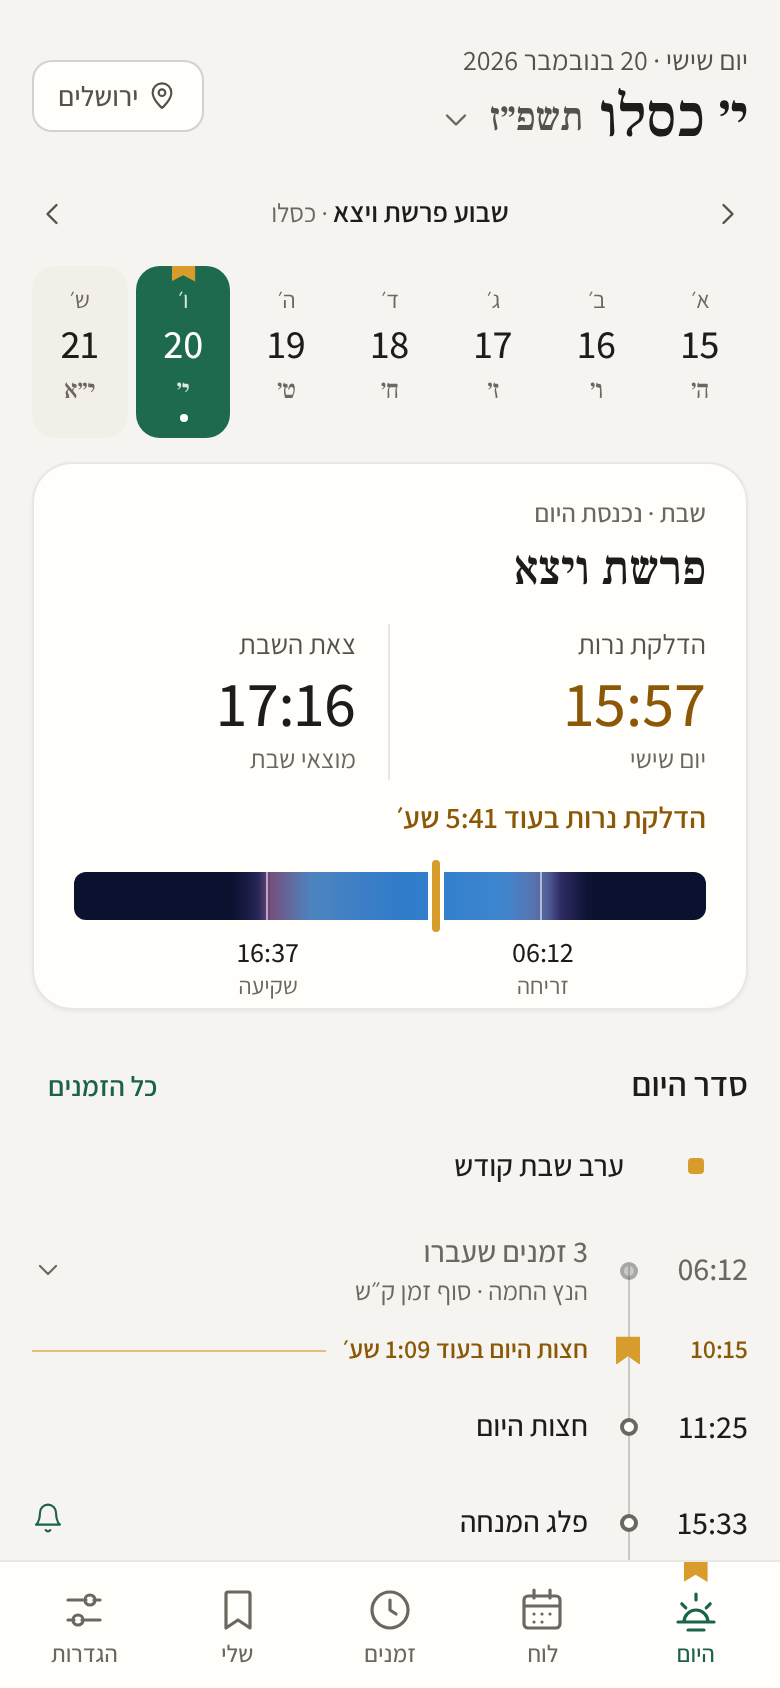 יום שישי · 20 בנובמבר 2026
י׳ כסלו תשפ״ז
ירושלים
שבוע פרשת ויצא · כסלו
א׳ ב׳ ג׳ ד׳ ה׳ ו׳ ש׳
15 16 17 18 19 20 21
ה׳ ו׳ ז׳ ח׳ ט׳ י׳ י״א
שבת · נכנסת היום
פרשת ויצא
הדלקת נרות
15:57
יום שישי
צאת השבת
17:16
מוצאי שבת
הדלקת נרות בעוד 5:41 שע׳
06:12
זריחה
16:37
שקיעה
סדר היום
כל הזמנים
ערב שבת קודש
06:12
3 זמנים שעברו
הנץ החמה · סוף זמן ק״ש
10:15 חצות היום בעוד 1:09 שע׳
11:25 חצות היום
15:33 פלג המנחה
היום לוח זמנים שלי הגדרות